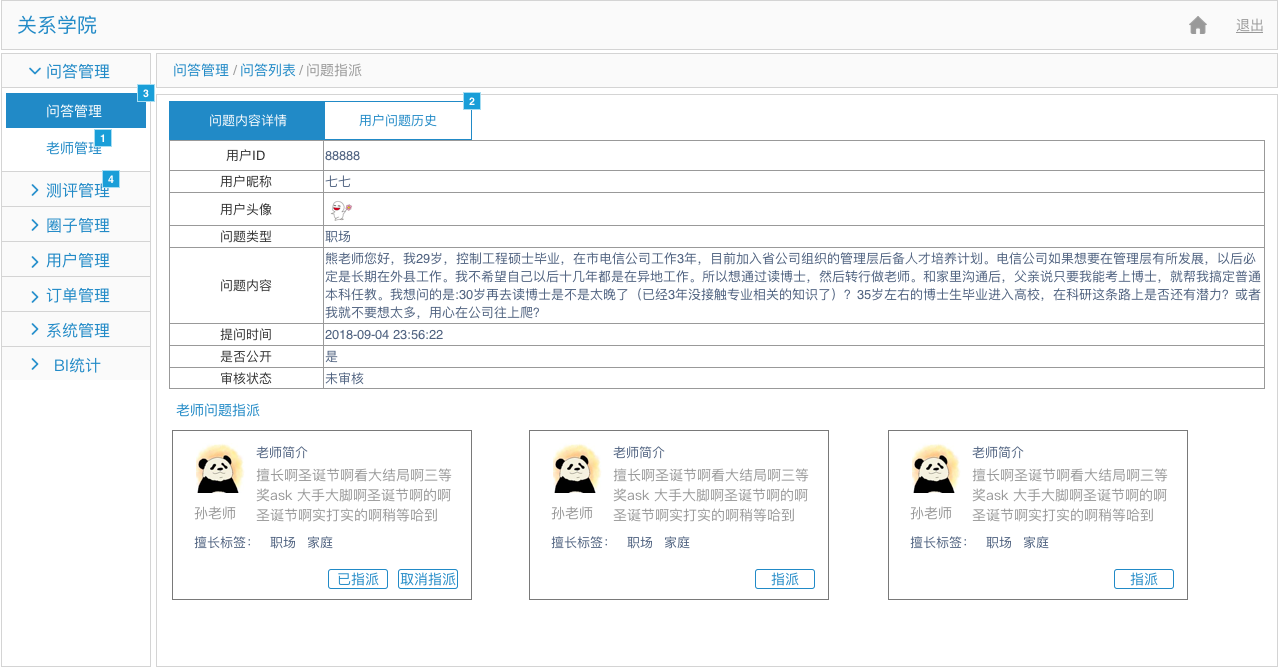 关系学院
退出
问答管理
问答管理 / 问答列表 / 问题指派
3
问答管理
1
老师管理
4
测评管理
圈子管理
用户管理
订单管理
系统管理
BI统计
2
问题内容详情 用户问题历史
用户ID 88888
用户昵称 七七
用户头像
问题类型 职场
问题内容
熊老师您好，我29岁，控制工程硕士毕业，在市电信公司工作3年，目前加入省公司组织的管理层后备人才培养计划。电信公司如果想要在管理层有所发展，以后必
定是长期在外县工作。我不希望自己以后十几年都是在异地工作。所以想通过读博士，然后转行做老师。和家里沟通后，父亲说只要我能考上博士，就帮我搞定普通
本科任教。我想问的是:30岁再去读博士是不是太晚了（已经3年没接触专业相关的知识了）？35岁左右的博士生毕业进入高校，在科研这条路上是否还有潜力？或者
我就不要想太多，用心在公司往上爬?
提问时间 2018-09-04 23:56:22
是否公开 是
审核状态 未审核
老师问题指派
老师简介
擅长啊圣诞节啊看大结局啊三等
奖ask 大手大脚啊圣诞节啊的啊
圣诞节啊实打实的啊稍等哈到
孙老师
擅长标签： 职场 家庭
已指派 取消指派
老师简介
擅长啊圣诞节啊看大结局啊三等
奖ask 大手大脚啊圣诞节啊的啊
圣诞节啊实打实的啊稍等哈到
孙老师
擅长标签： 职场 家庭
指派
老师简介
擅长啊圣诞节啊看大结局啊三等
奖ask 大手大脚啊圣诞节啊的啊
圣诞节啊实打实的啊稍等哈到
孙老师
擅长标签： 职场 家庭
指派